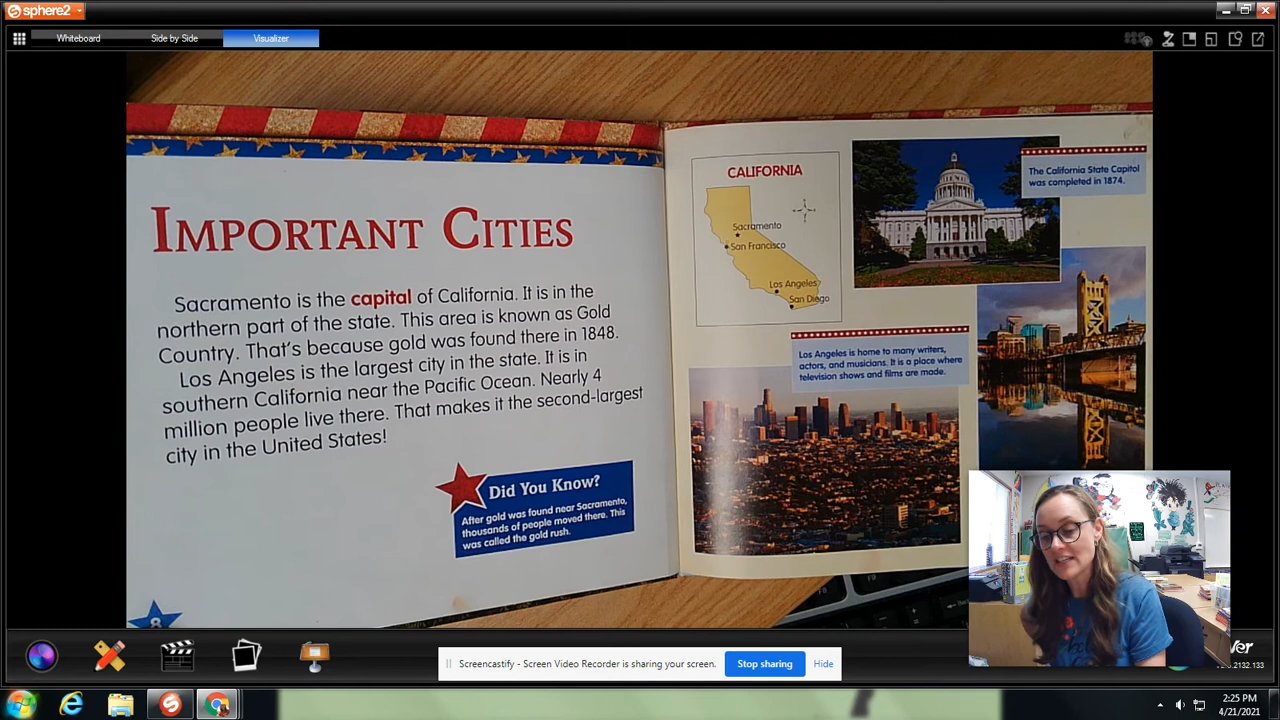 sphere2
Whiteboard
Side by Side
Visualizer
IMPORTANT CITIES
Sacramento is the capital of California. It is in the
northern part of the state. This area is known as Gold
Country. That's because gold was found there in 1848.
Los Angeles is the largest city in the state. It is in
southern California near the Pacific Ocean. Nearly 4
million people live there. That makes it the second-largest
city in the United States!
Did You Know?
After gold was found near Sacramento,
thousands of people moved there. This
was called the gold rush.
8
CALIFORNIA
Sacramento
San Francisco
Los Angeles
San Diego
The California State Capitol
was completed in 1874.
Los Angeles is home to many writers,
actors, and musicians. It is a place where
television shows and films are made.
F9
Screencastify - Screen Video Recorder is sharing your screen.
Stop sharing
Hide
2:25 PM
4/21/2021